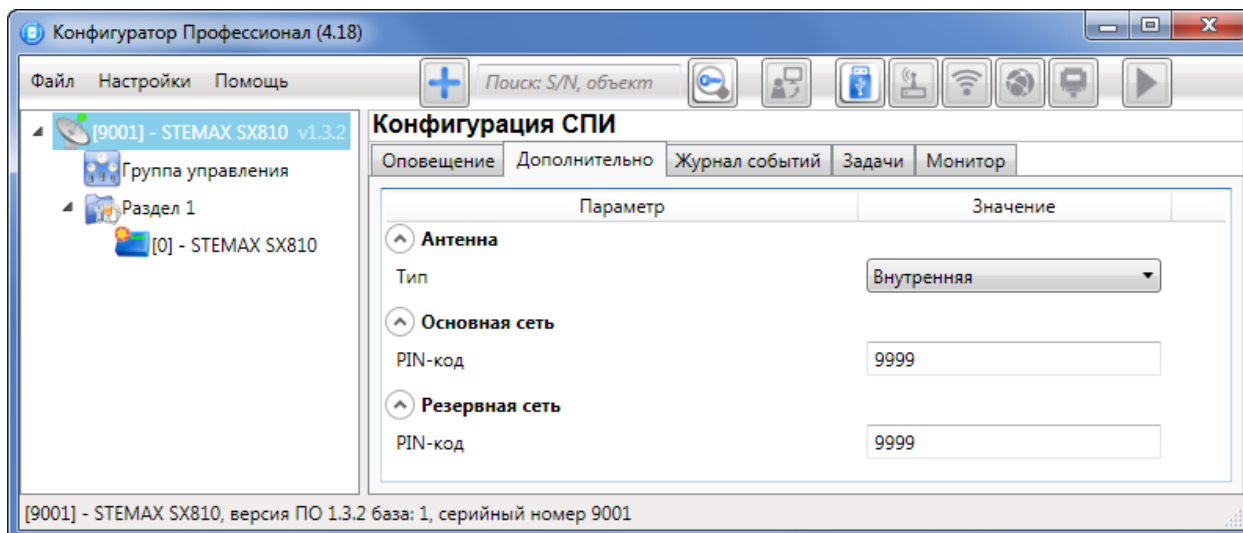 Конфигуратор Профессионал (4.18)
Файл Настройки Помощь Поиск: S/N, объект
[9001] - STEMAX SX810 v1.3.2
Группа управления
Раздел 1
[0] - STEMAX SX810
Конфигурация СПИ
Оповещение Дополнительно Журнал событий Задачи Монитор
Параметр Значение
Антенна
Тип Внутренняя
Основная сеть
PIN-код 9999
Резервная сеть
PIN-код 9999
[9001] - STEMAX SX810, версия ПО 1.3.2 база: 1, серийный номер 9001